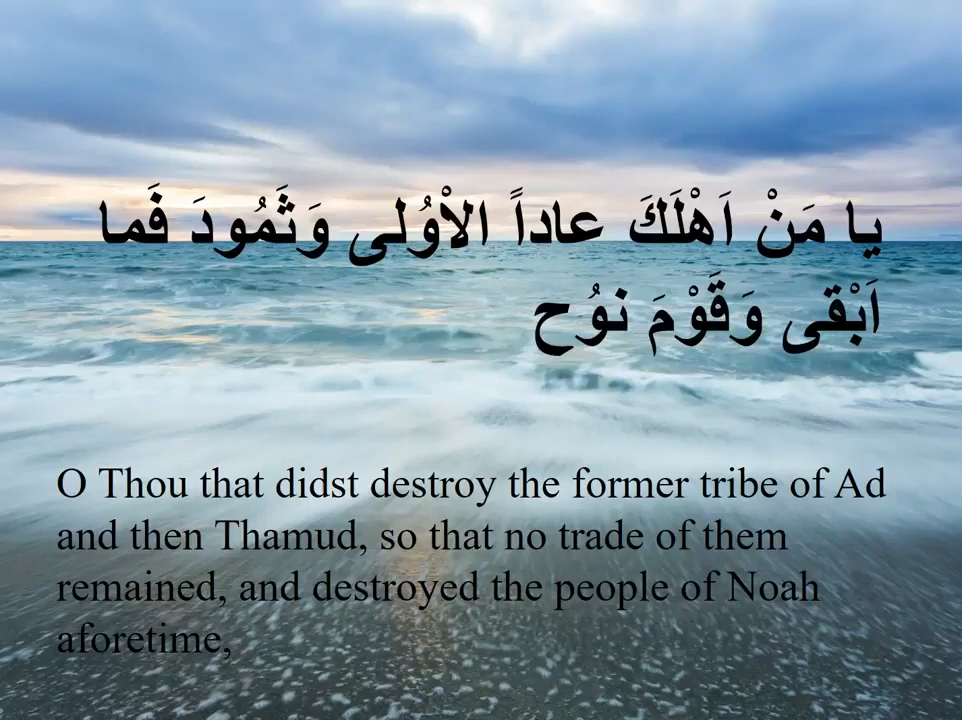 يا مَنْ اَهْلَكَ عاداً الاْوُلى وَثَمُودَ فَما
اَبْقى وَقَوْمَ نوُح
O Thou that didst destroy the former tribe of Ad
and then Thamud, so that no trade of them
remained, and destroyed the people of Noah
aforetime,